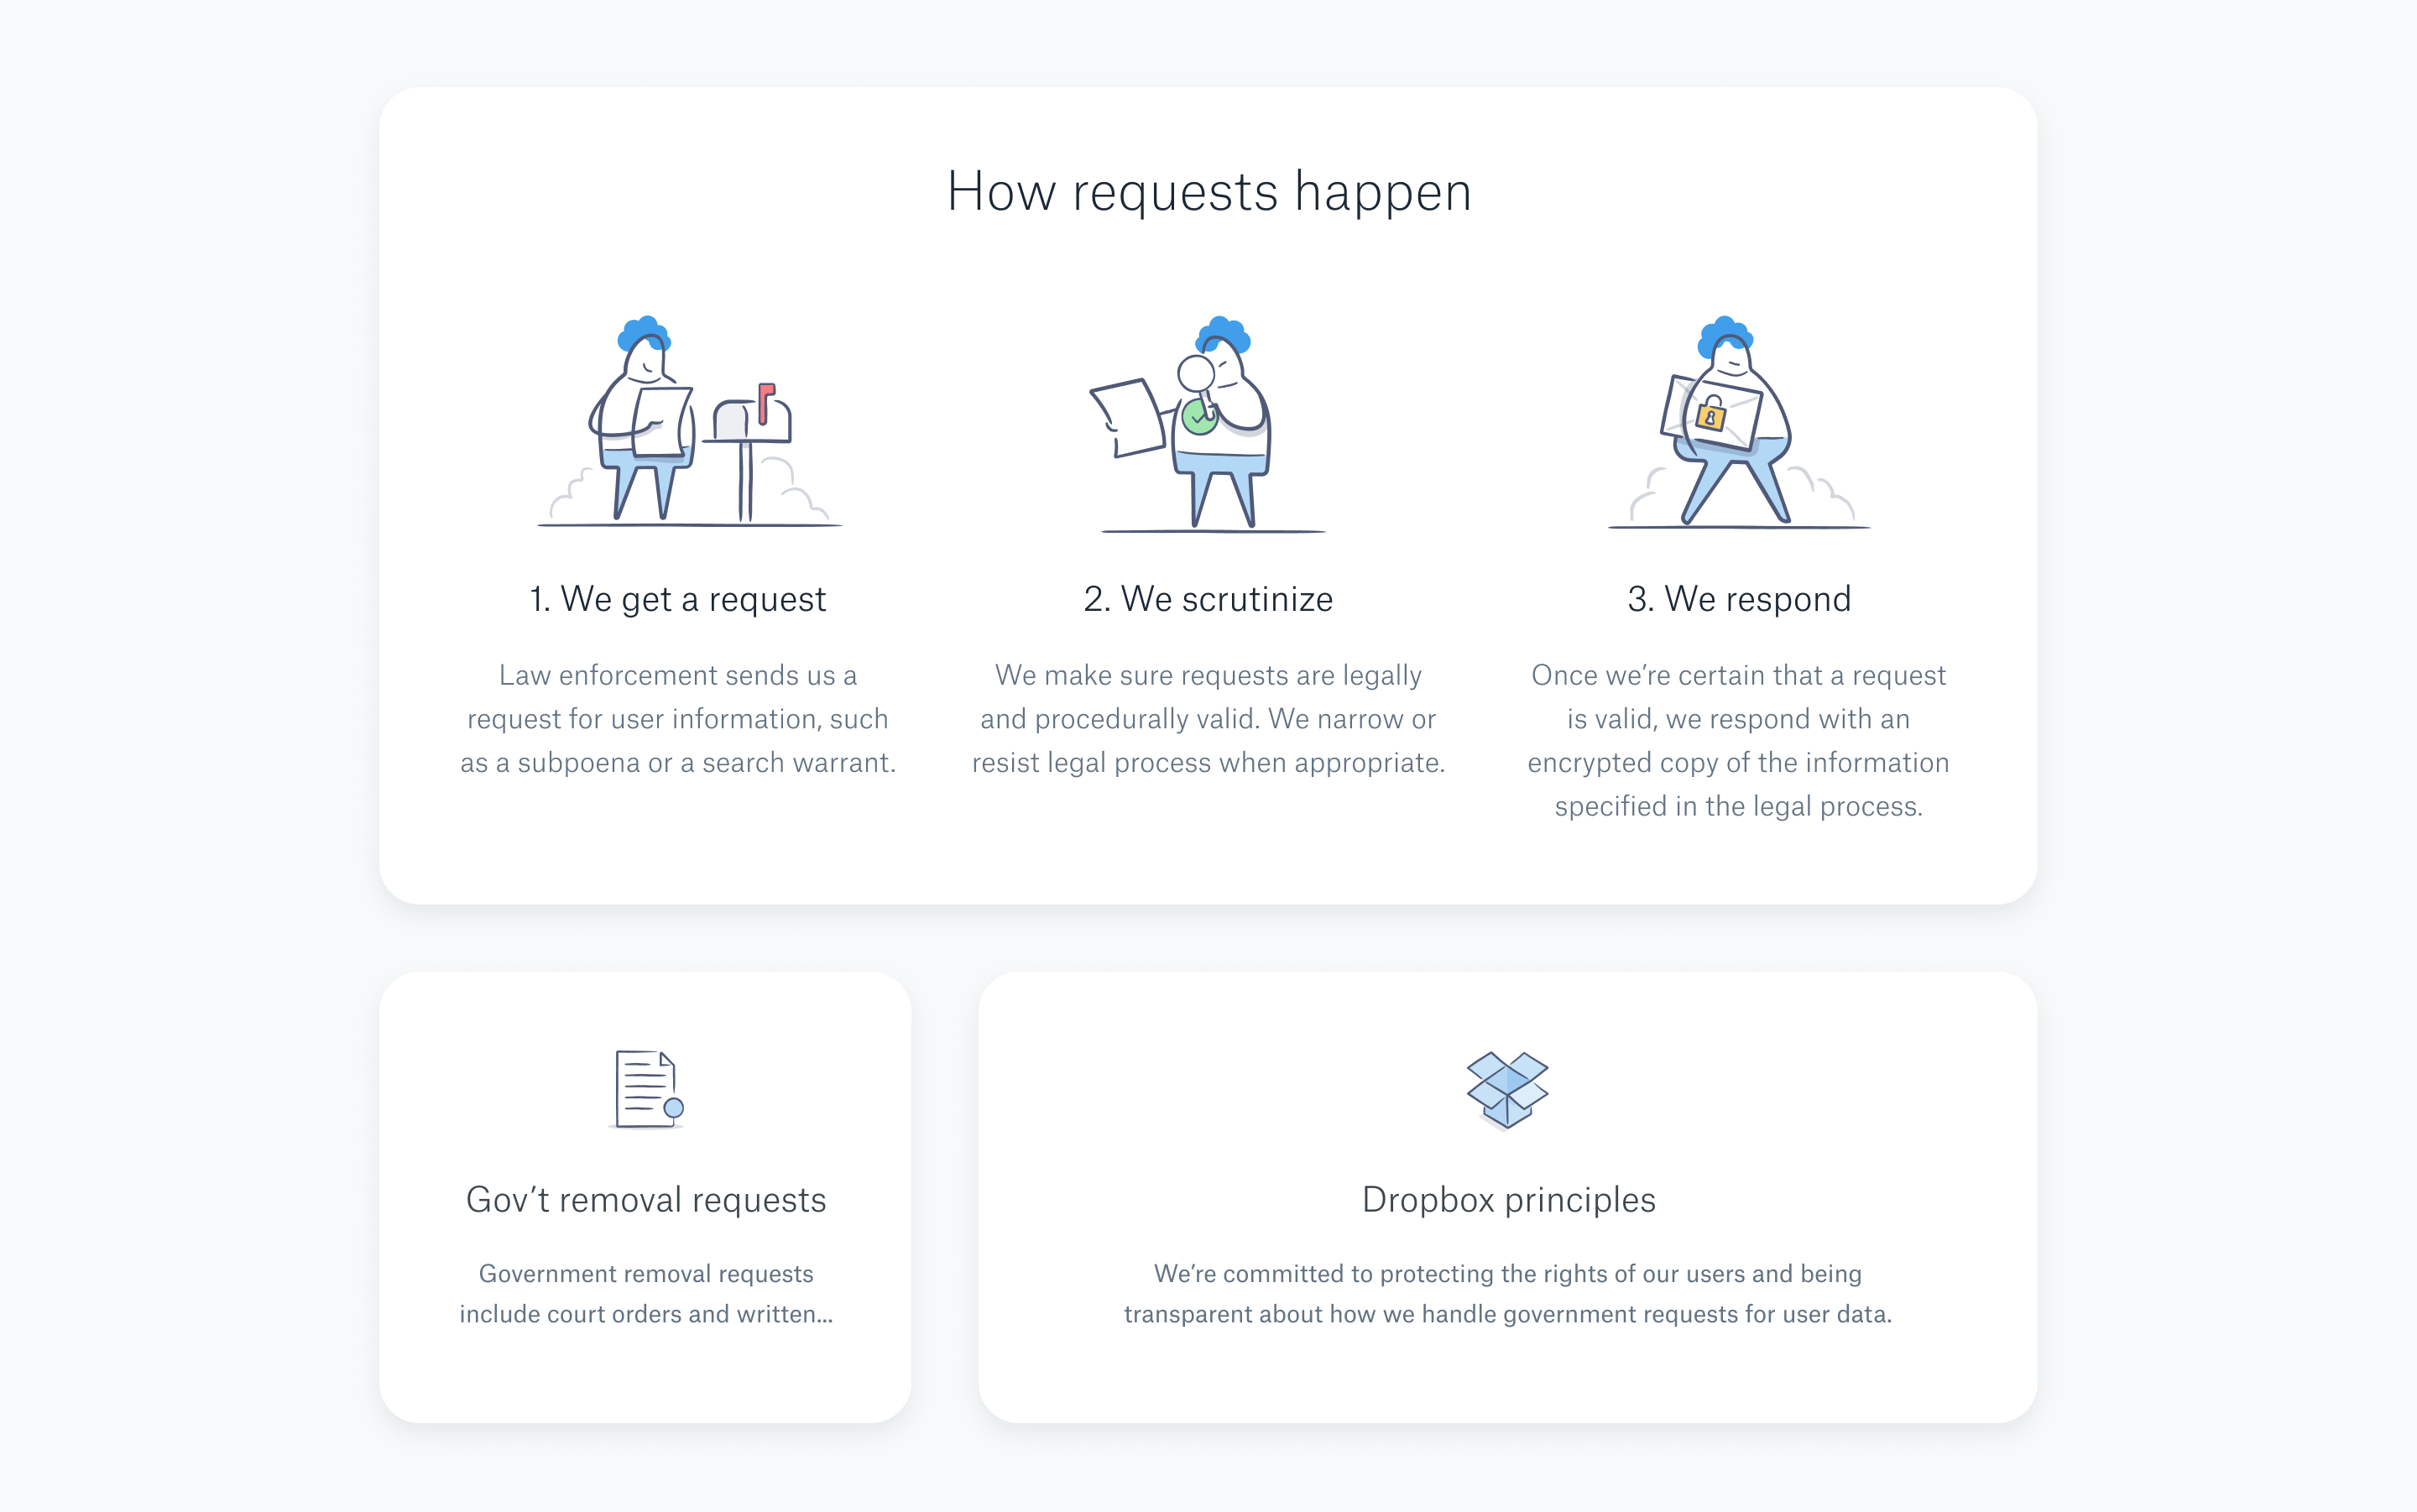 How requests happen
1. We get a request
Law enforcement sends us a
request for user information, such
as a subpoena or a search warrant.
2. We scrutinize
We make sure requests are legally
and procedurally valid. We narrow or
resist legal process when appropriate.
3. We respond
Once we’re certain that a request
is valid, we respond with an
encrypted copy of the information
specified in the legal process.
Gov’t removal requests
Government removal requests
include court orders and written...
Dropbox principles
We’re committed to protecting the rights of our users and being
transparent about how we handle government requests for user data.